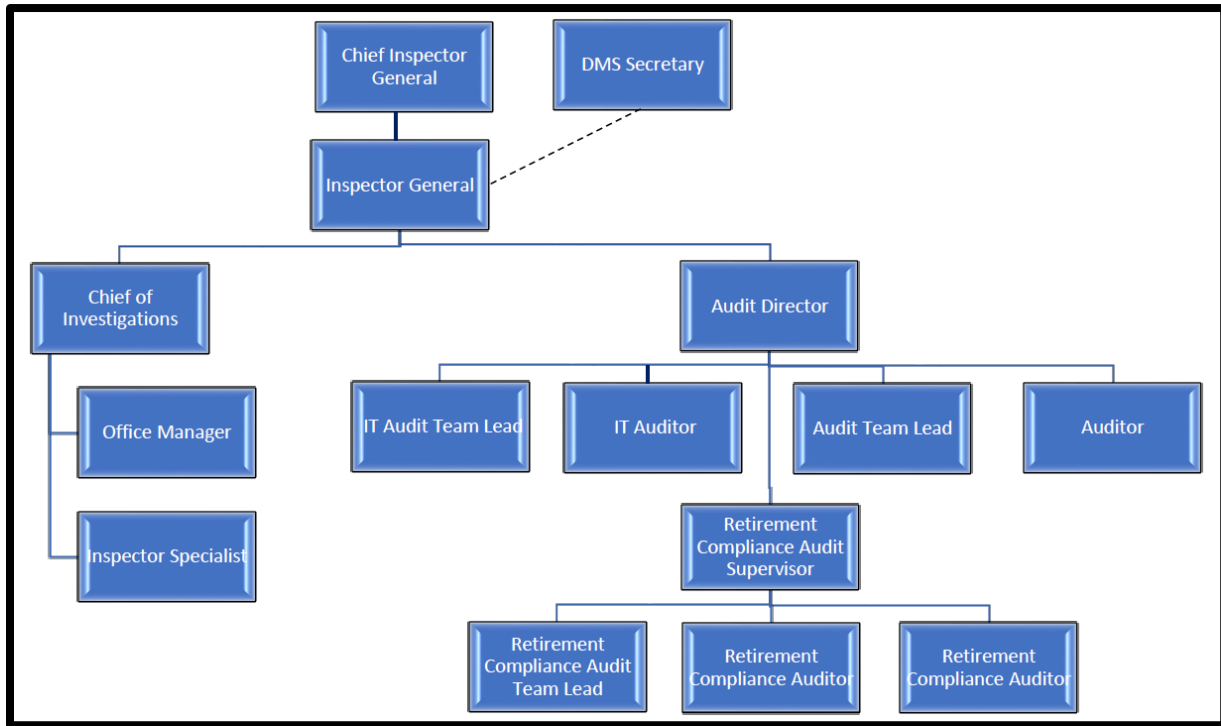 Chief Inspector
General
DMS Secretary
Inspector General
Chief of
Investigations
Audit Director
IT Audit Team Lead
IT Auditor
Audit Team Lead
Auditor
Office Manager
Inspector Specialist
Retirement
Compliance Audit
Supervisor
Retirement
Compliance Audit
Team Lead
Retirement
Compliance Auditor
Retirement
Compliance Auditor